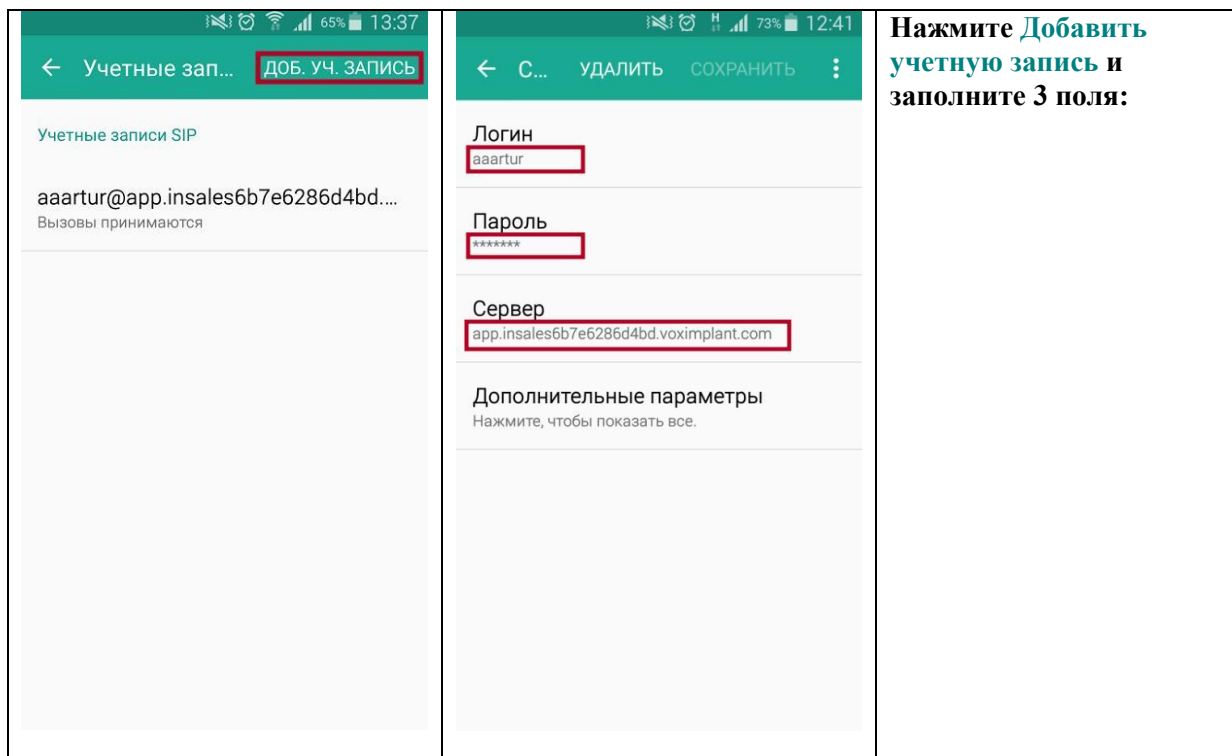 65% 13:37
Учетные зап... ДОБ. УЧ. ЗАПИСЬ
Учетные записи SIP
aaartur@app.insales6b7e6286d4bd....
Вызовы принимаются
H 73% 12:41
С... УДАЛИТЬ СОХРАНИТЬ
Логин
aaartur
Пароль
*******
Сервер
app.insales6b7e6286d4bd.voximplant.com
Дополнительные параметры
Нажмите, чтобы показать все.
Нажмите Добавить
учетную запись и
заполните 3 поля: